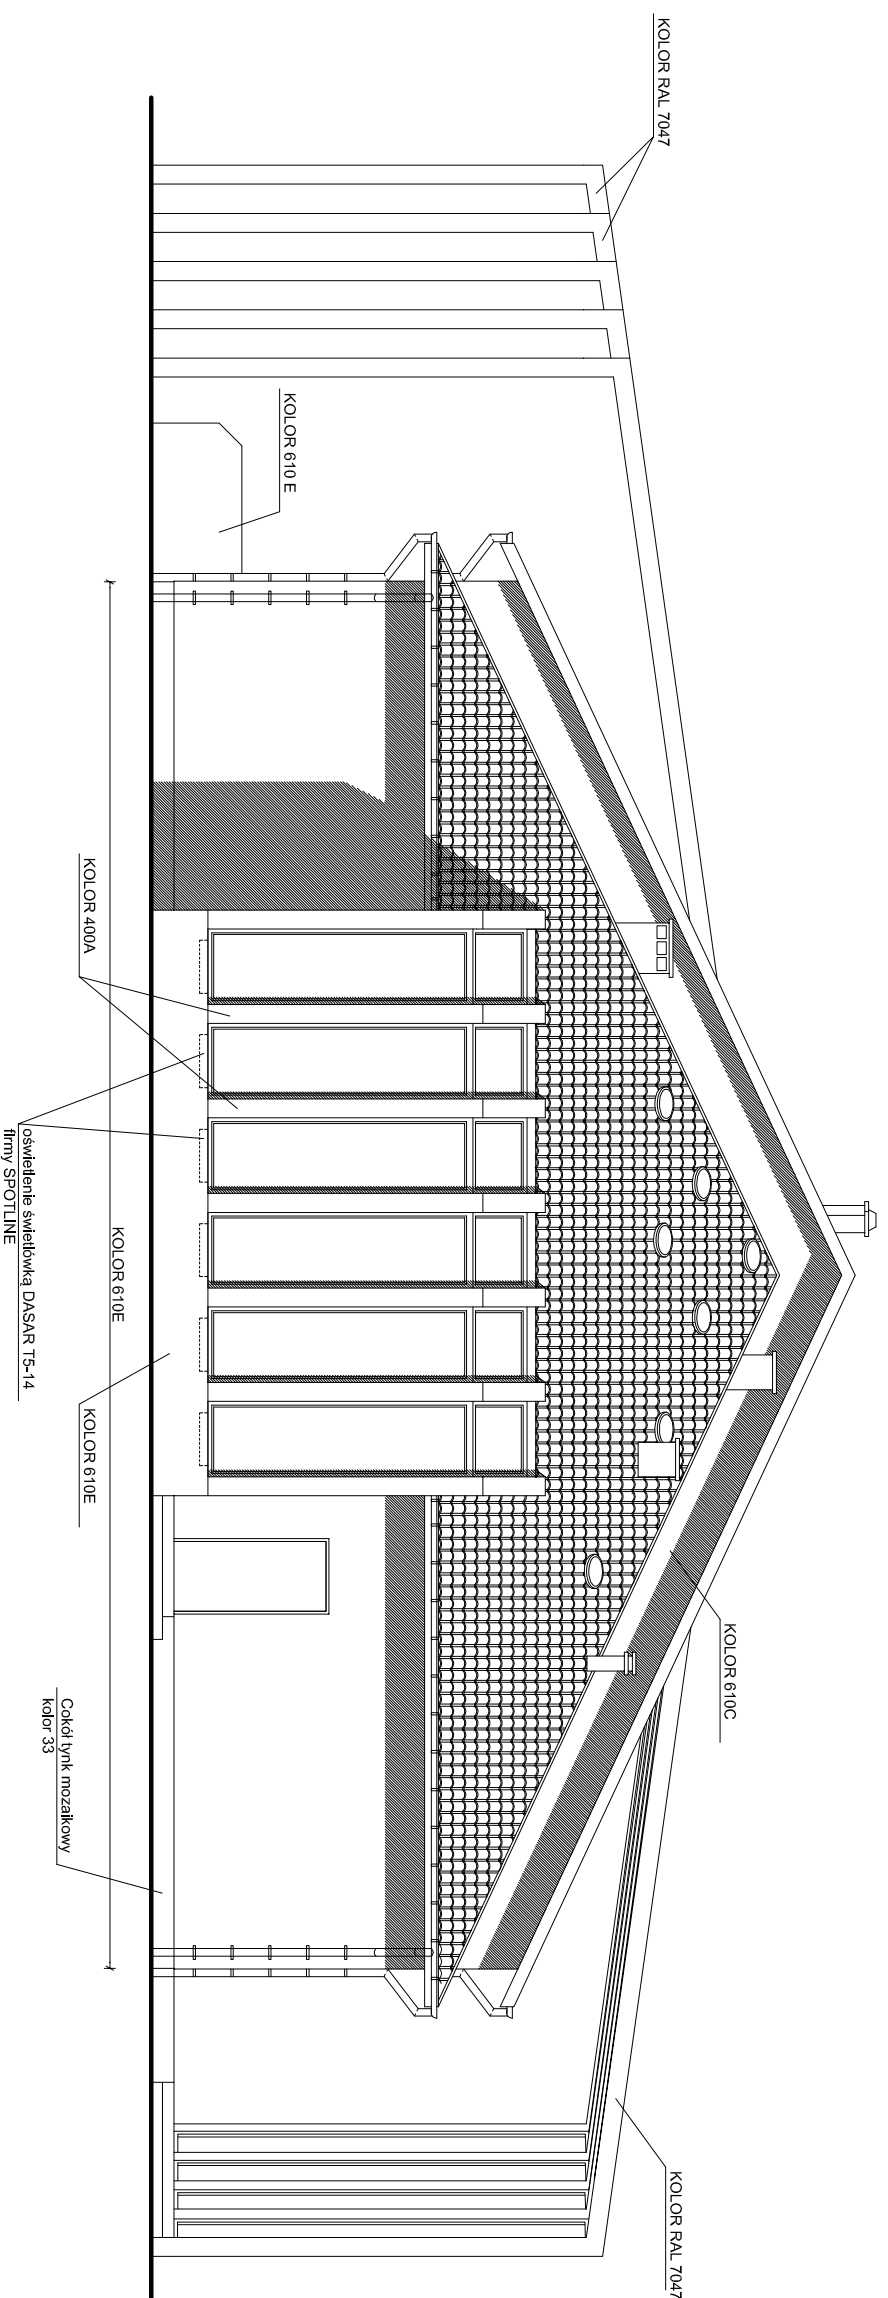 KOLOR RAL 7047
KOLOR 610 E
KOLOR 400A
oświetlenie świetlówką DASAR T5-14
firmy SPOTLINE
KOLOR 610E
KOLOR 610E
KOLOR 610C
Cokół tynk mozaikowy
kolor 33
KOLOR RAL 7047